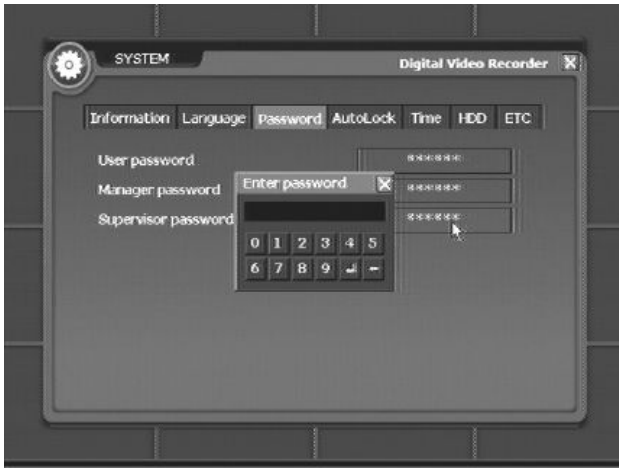 SYSTEM
Digital Video Recorder X
Information Language Password AutoLock Time HDD ETC
User password ******
Manager password ******
Supervisor password ******
Enter password X
0 1 2 3 4 5
6 7 8 9 ↲ ←